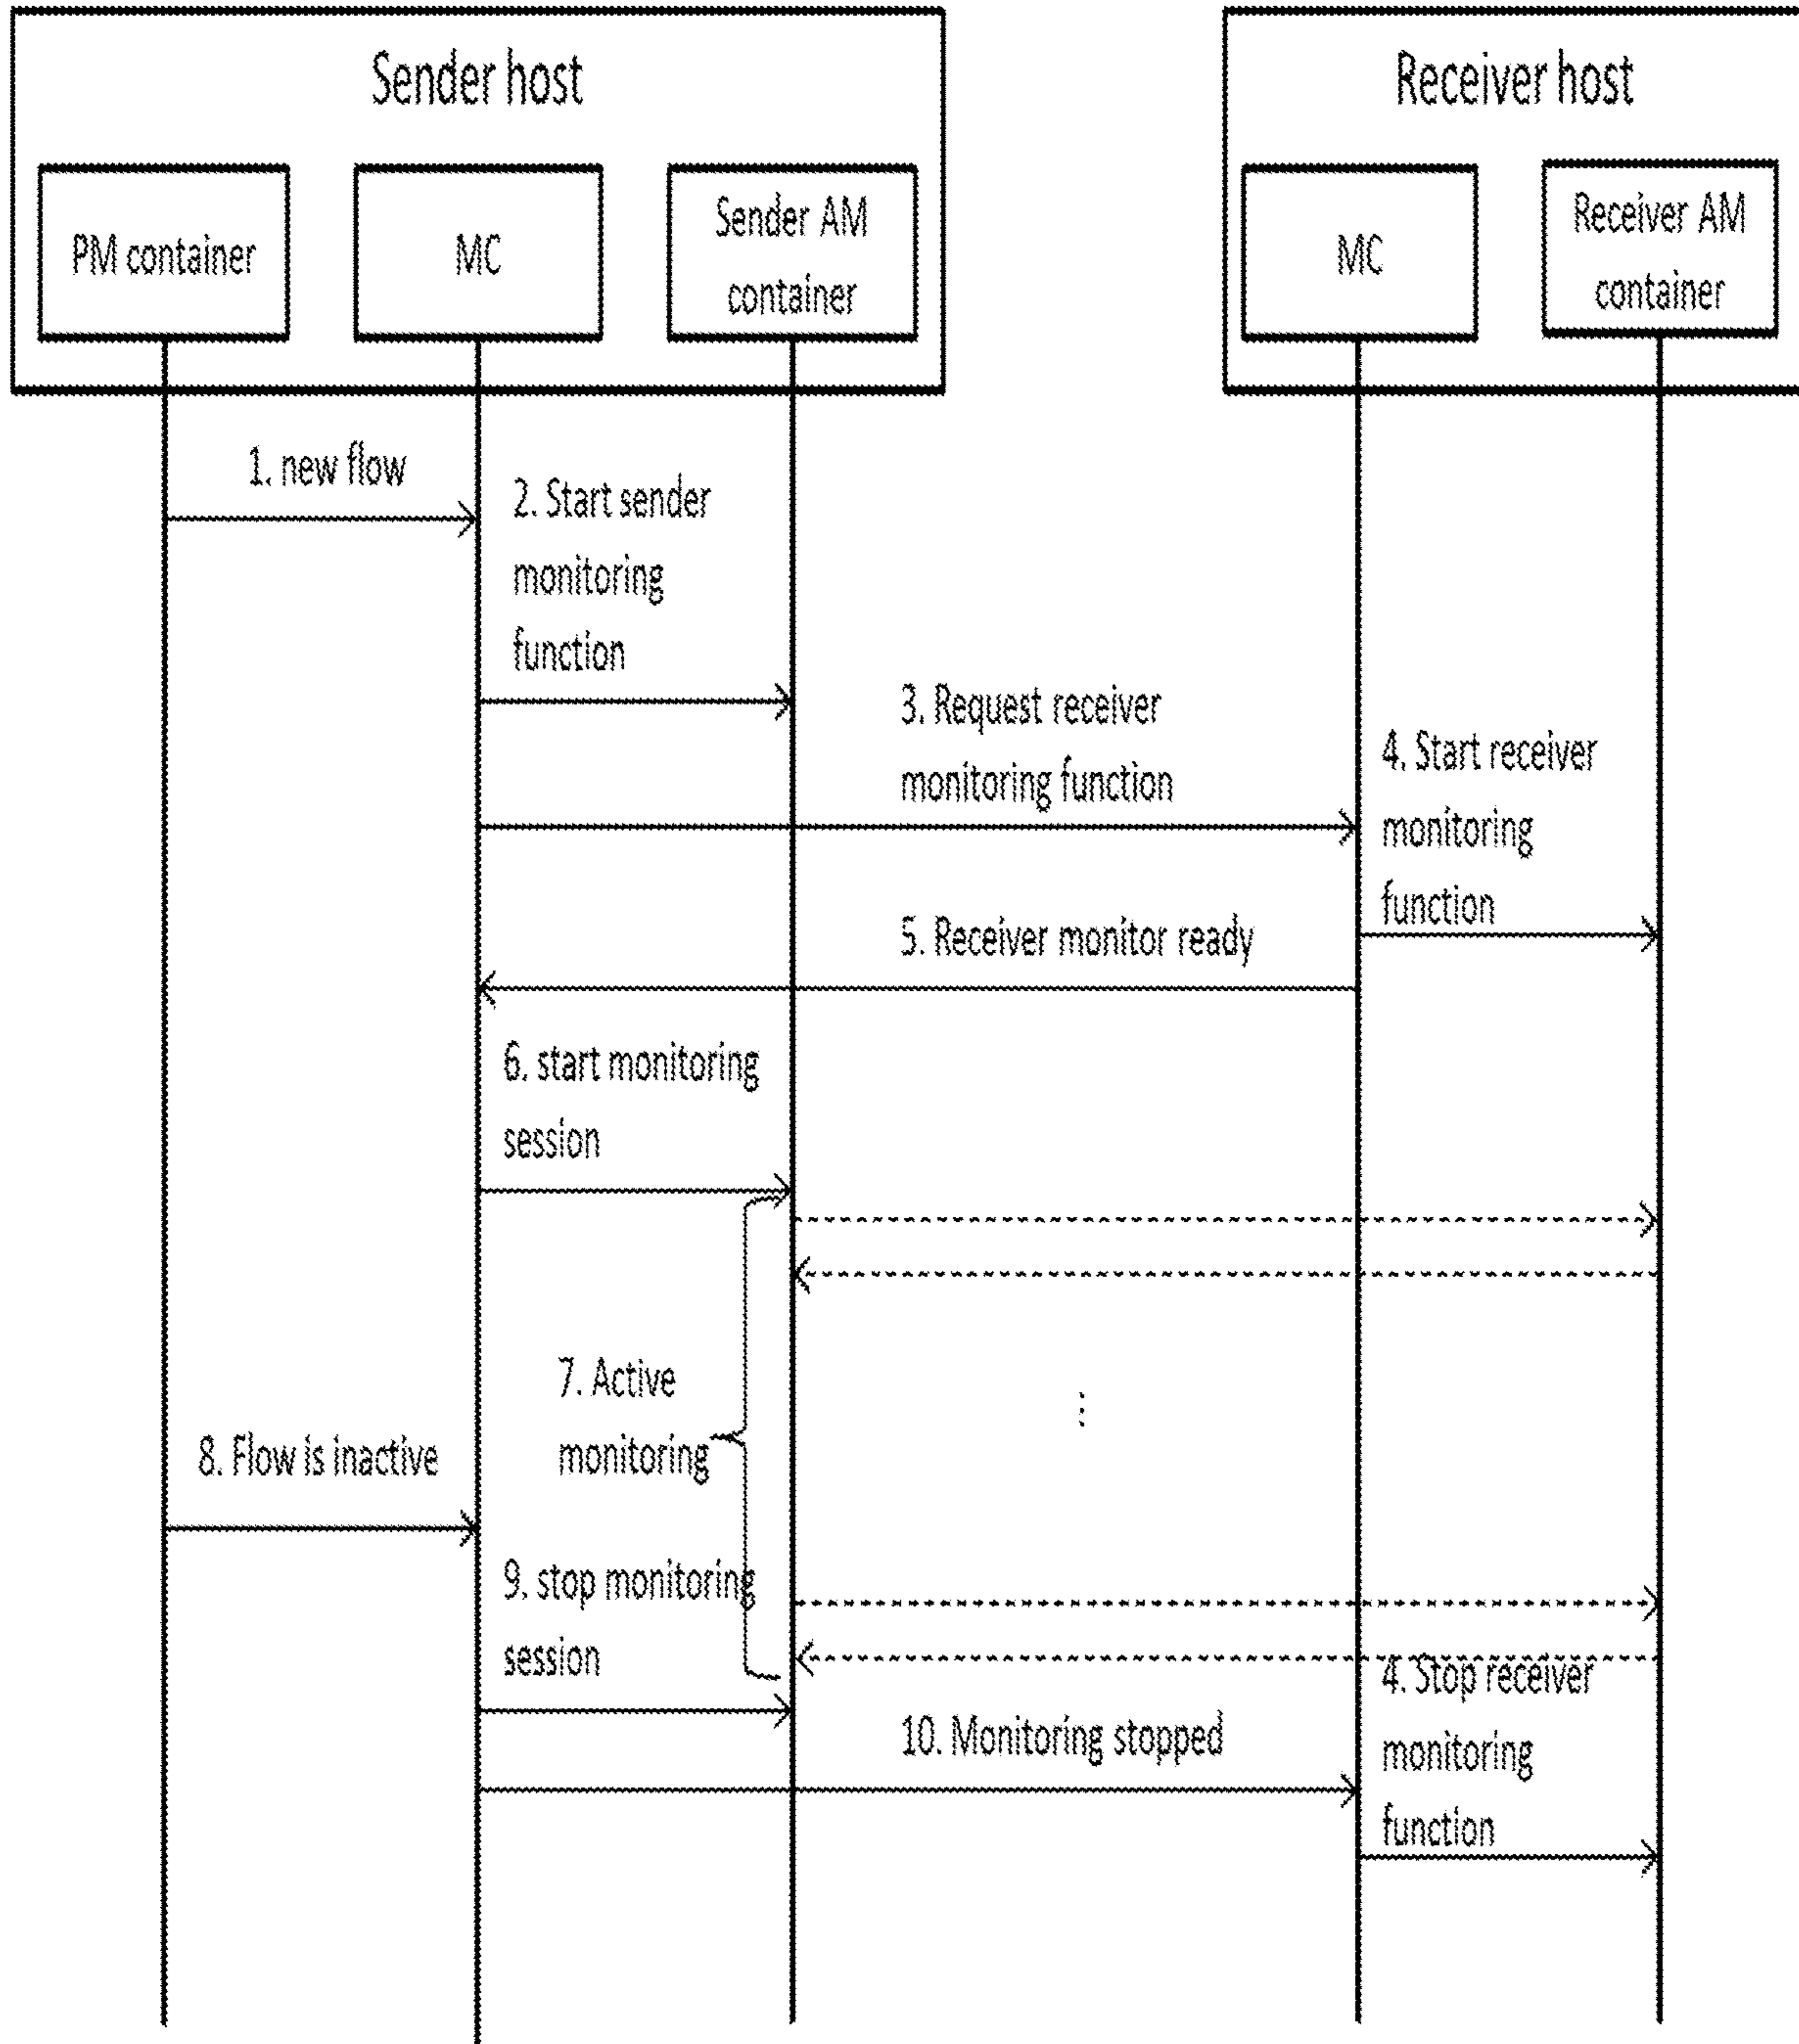 Sender host
Receiver host
PM container
MC
Sender AM
container
MC
Receiver AM
container
1. new flow
2. Start sender
monitoring
function
3. Request receiver
monitoring function
4. Start receiver
monitoring
function
5. Receiver monitor ready
6. start monitoring
session
7. Active
monitoring
8. Flow is inactive
9. stop monitoring
session
10. Monitoring stopped
4. Stop receiver
monitoring
function